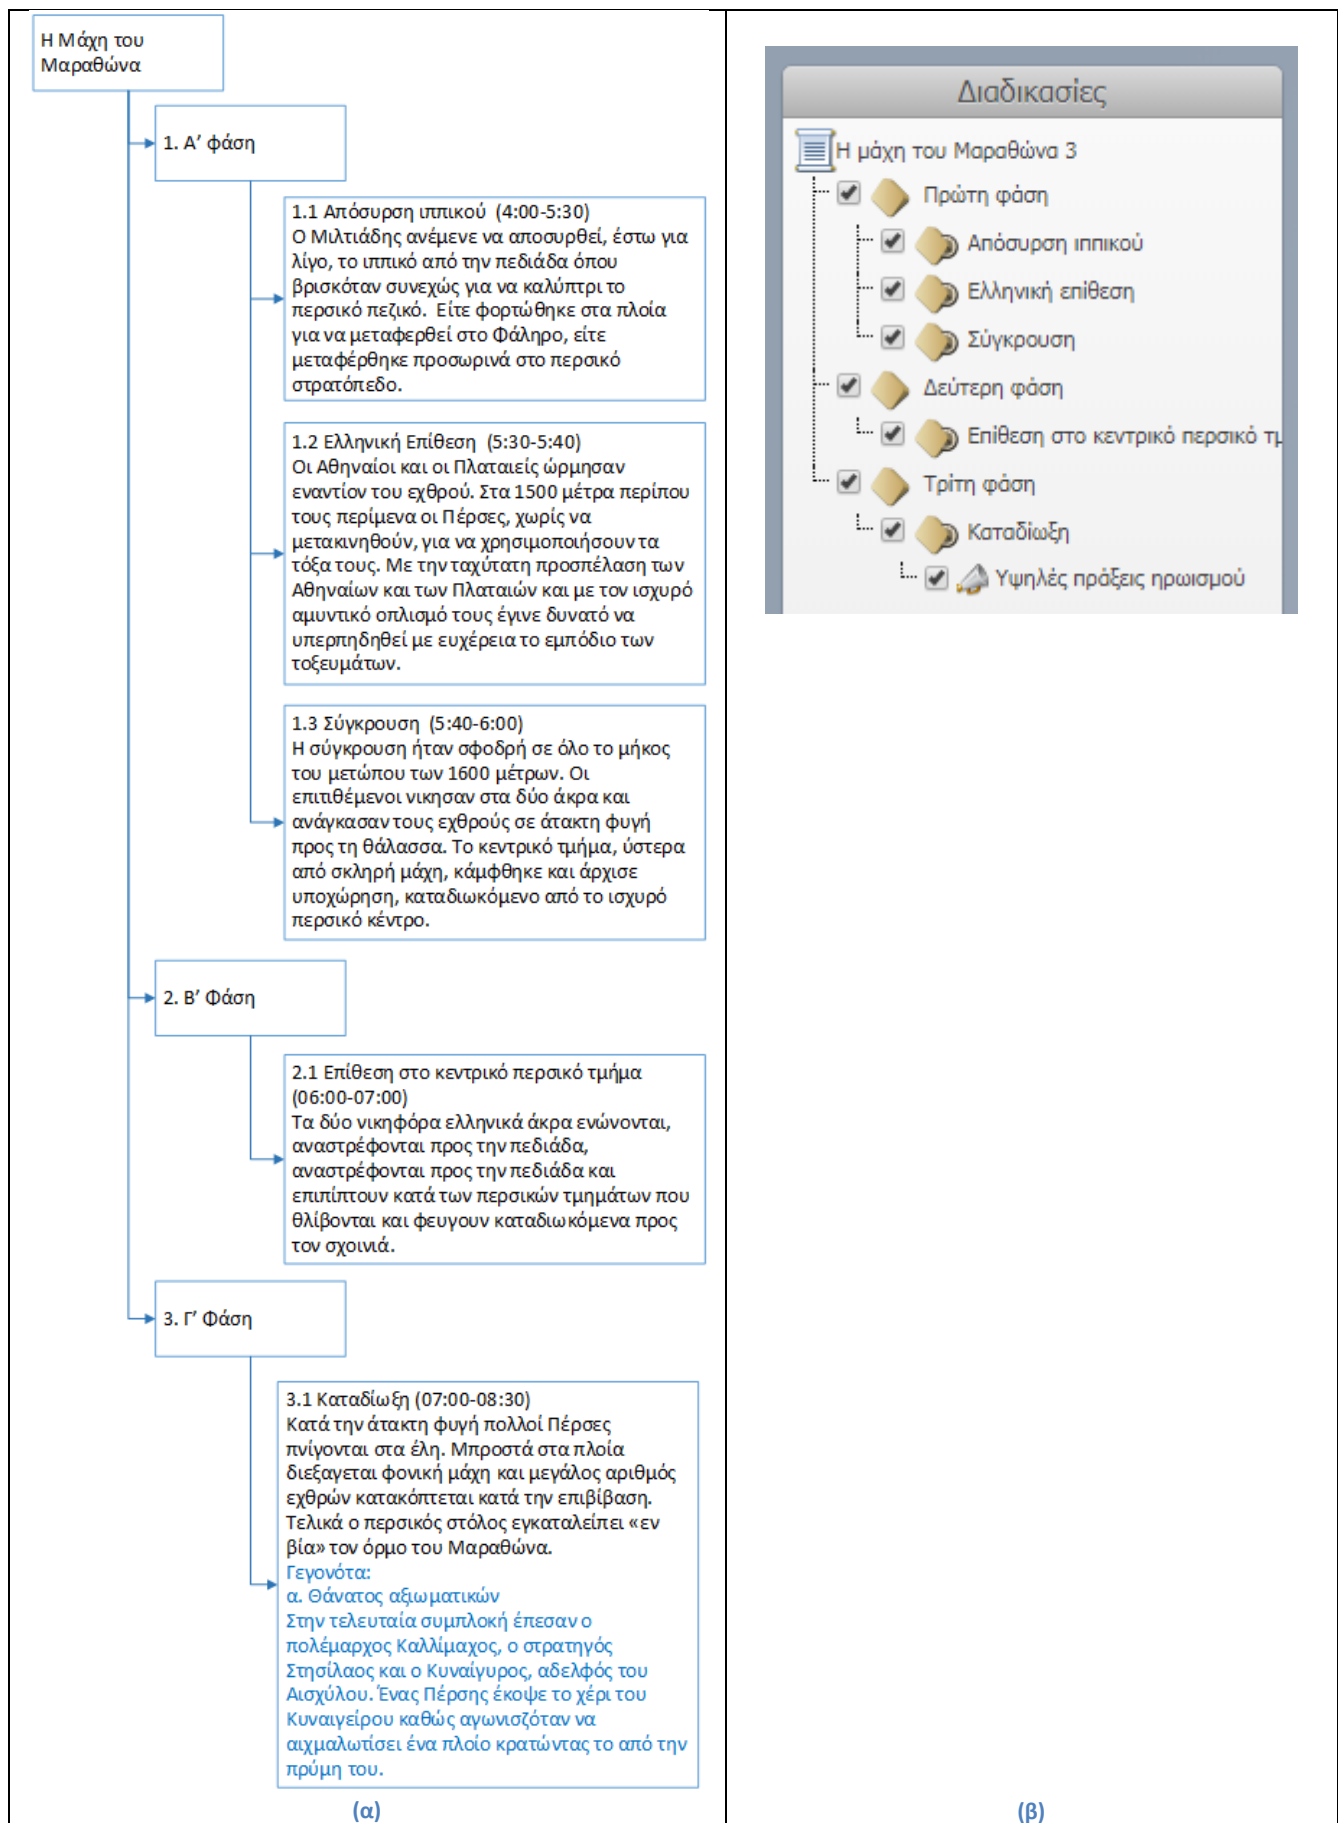 Η Μάχη του
Μαραθώνα
1. Α’ φάση
1.1 Απόσυρση ιππικού (4:00-5:30)
Ο Μιλτιάδης ανέμενε να αποσυρθεί, έστω για
λίγο, το ιππικό από την πεδιάδα όπου
βρισκόταν συνεχώς για να καλύπτρι το
περσικό πεζικό. Είτε φορτώθηκε στα πλοία
για να μεταφερθεί στο Φάληρο, είτε
μεταφέρθηκε προσωρινά στο περσικό
στρατόπεδο.
1.2 Ελληνική Επίθεση (5:30-5:40)
Οι Αθηναίοι και οι Πλαταιείς ώρμησαν
εναντίον του εχθρού. Στα 1500 μέτρα περίπου
τους περίμενα οι Πέρσες, χωρίς να
μετακινηθούν, για να χρησιμοποιήσουν τα
τόξα τους. Με την ταχύτατη προσπέλαση των
Αθηναίων και των Πλαταιών και με τον ισχυρό
αμυντικό οπλισμό τους έγινε δυνατό να
υπερπηδηθεί με ευχέρεια το εμπόδιο των
τοξευμάτων.
1.3 Σύγκρουση (5:40-6:00)
Η σύγκρουση ήταν σφοδρή σε όλο το μήκος
του μετώπου των 1600 μέτρων. Οι
επιτιθέμενοι νικησαν στα δύο άκρα και
ανάγκασαν τους εχθρούς σε άτακτη φυγή
προς τη θάλασσα. Το κεντρικό τμήμα, ύστερα
από σκληρή μάχη, κάμφθηκε και άρχισε
υποχώρηση, καταδιωκόμενο από το ισχυρό
περσικό κέντρο.
2. Β’ Φάση
2.1 Επίθεση στο κεντρικό περσικό τμήμα
(06:00-07:00)
Τα δύο νικηφόρα ελληνικά άκρα ενώνονται,
αναστρέφονται προς την πεδιάδα,
αναστρέφονται προς την πεδιάδα και
επιπίπτουν κατά των περσικών τμημάτων που
θλίβονται και φευγουν καταδιωκόμενα προς
τον σχοινιά.
3. Γ’ Φάση
3.1 Καταδίωξη (07:00-08:30)
Κατά την άτακτη φυγή πολλοί Πέρσες
πνίγονται στα έλη. Μπροστά στα πλοία
διεξαγεται φονική μάχη και μεγάλος αριθμός
εχθρών κατακόπτεται κατά την επιβίβαση.
Τελικά ο περσικός στόλος εγκαταλείπει «εν
βία» τον όρμο του Μαραθώνα.
Γεγονότα:
α. Θάνατος αξιωματικών
Στην τελευταία συμπλοκή έπεσαν ο
πολέμαρχος Καλλίμαχος, ο στρατηγός
Στησίλαος και ο Κυναίγυρος, αδελφός του
Αισχύλου. Ένας Πέρσης έκοψε το χέρι του
Κυναιγείρου καθώς αγωνισζόταν να
αιχμαλωτίσει ένα πλοίο κρατώντας το από την
πρύμη του.
(α)
Διαδικασίες
Η μάχη του Μαραθώνα 3
Πρώτη φάση
Απόσυρση ιππικού
Ελληνική επίθεση
Σύγκρουση
Δεύτερη φάση
Επίθεση στο κεντρικό περσικό τμ
Τρίτη φάση
Καταδίωξη
Υψηλές πράξεις ηρωισμού
(β)